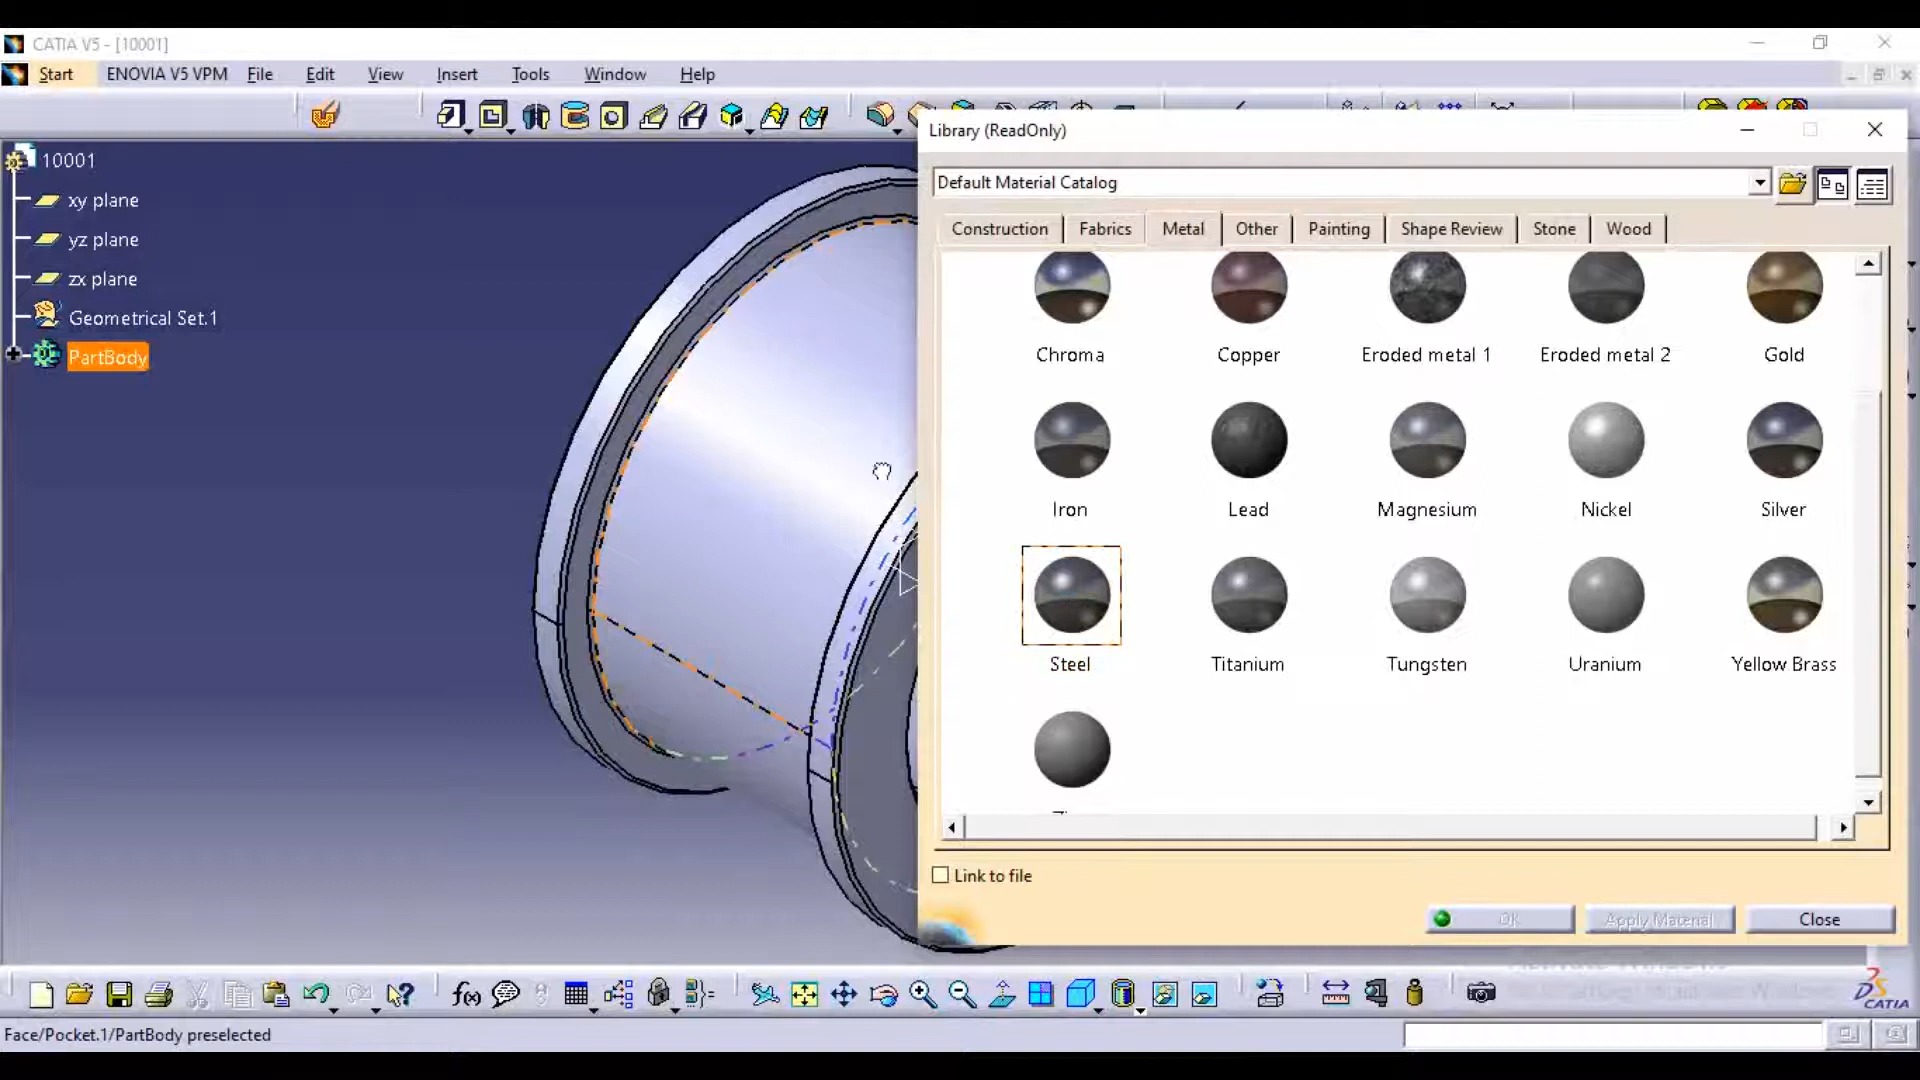 CATIA V5 - [10001]
Start ENOVIA V5 VPM File Edit View Insert Tools Window Help
10001
xy plane
yz plane
zx plane
Geometrical Set.1
PartBody
Library (ReadOnly)
Default Material Catalog
Construction Fabrics Metal Other Painting Shape Review Stone Wood
Chroma Copper Eroded metal 1 Eroded metal 2 Gold
Iron Lead Magnesium Nickel Silver
Steel Titanium Tungsten Uranium Yellow Brass
Link to file
OK Apply Material Close
f(x)
CATIA
Face/Pocket.1/PartBody preselected